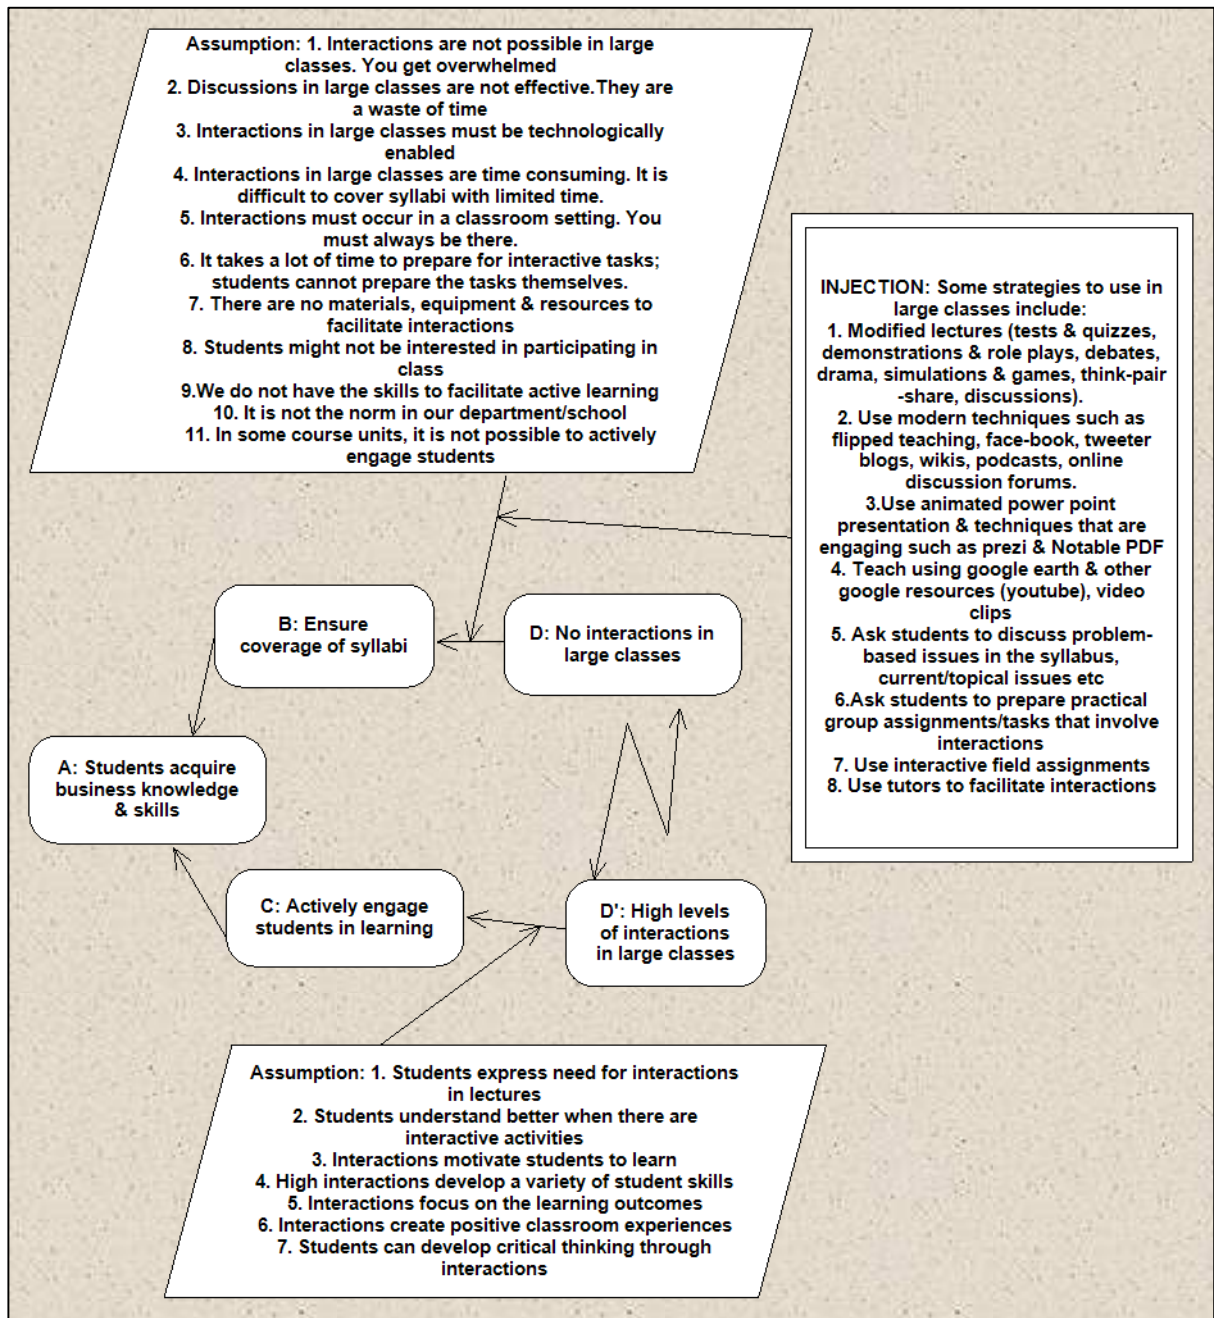 Assumption: 1. Interactions are not possible in large
classes. You get overwhelmed
2. Discussions in large classes are not effective.They are
a waste of time
3. Interactions in large classes must be technologically
enabled
4. Interactions in large classes are time consuming. It is
difficult to cover syllabi with limited time.
5. Interactions must occur in a classroom setting. You
must always be there.
6. It takes a lot of time to prepare for interactive tasks;
students cannot prepare the tasks themselves.
7. There are no materials, equipment & resources to
facilitate interactions
8. Students might not be interested in participating in
class
9.We do not have the skills to facilitate active learning
10. It is not the norm in our department/school
11. In some course units, it is not possible to actively
engage students
INJECTION: Some strategies to use in
large classes include:
1. Modified lectures (tests & quizzes,
demonstrations & role plays, debates,
drama, simulations & games, think-pair
-share, discussions).
2. Use modern techniques such as
flipped teaching, face-book, tweeter
blogs, wikis, podcasts, online
discussion forums.
3.Use animated power point
presentation & techniques that are
engaging such as prezi & Notable PDF
4. Teach using google earth & other
google resources (youtube), video
clips
5. Ask students to discuss problem-
based issues in the syllabus,
current/topical issues etc
6.Ask students to prepare practical
group assignments/tasks that involve
interactions
7. Use interactive field assignments
8. Use tutors to facilitate interactions
B: Ensure
coverage of syllabi
D: No interactions in
large classes
A: Students acquire
business knowledge
& skills
C: Actively engage
students in learning
D': High levels
of interactions
in large classes
Assumption: 1. Students express need for interactions
in lectures
2. Students understand better when there are
interactive activities
3. Interactions motivate students to learn
4. High interactions develop a variety of student skills
5. Interactions focus on the learning outcomes
6. Interactions create positive classroom experiences
7. Students can develop critical thinking through
interactions